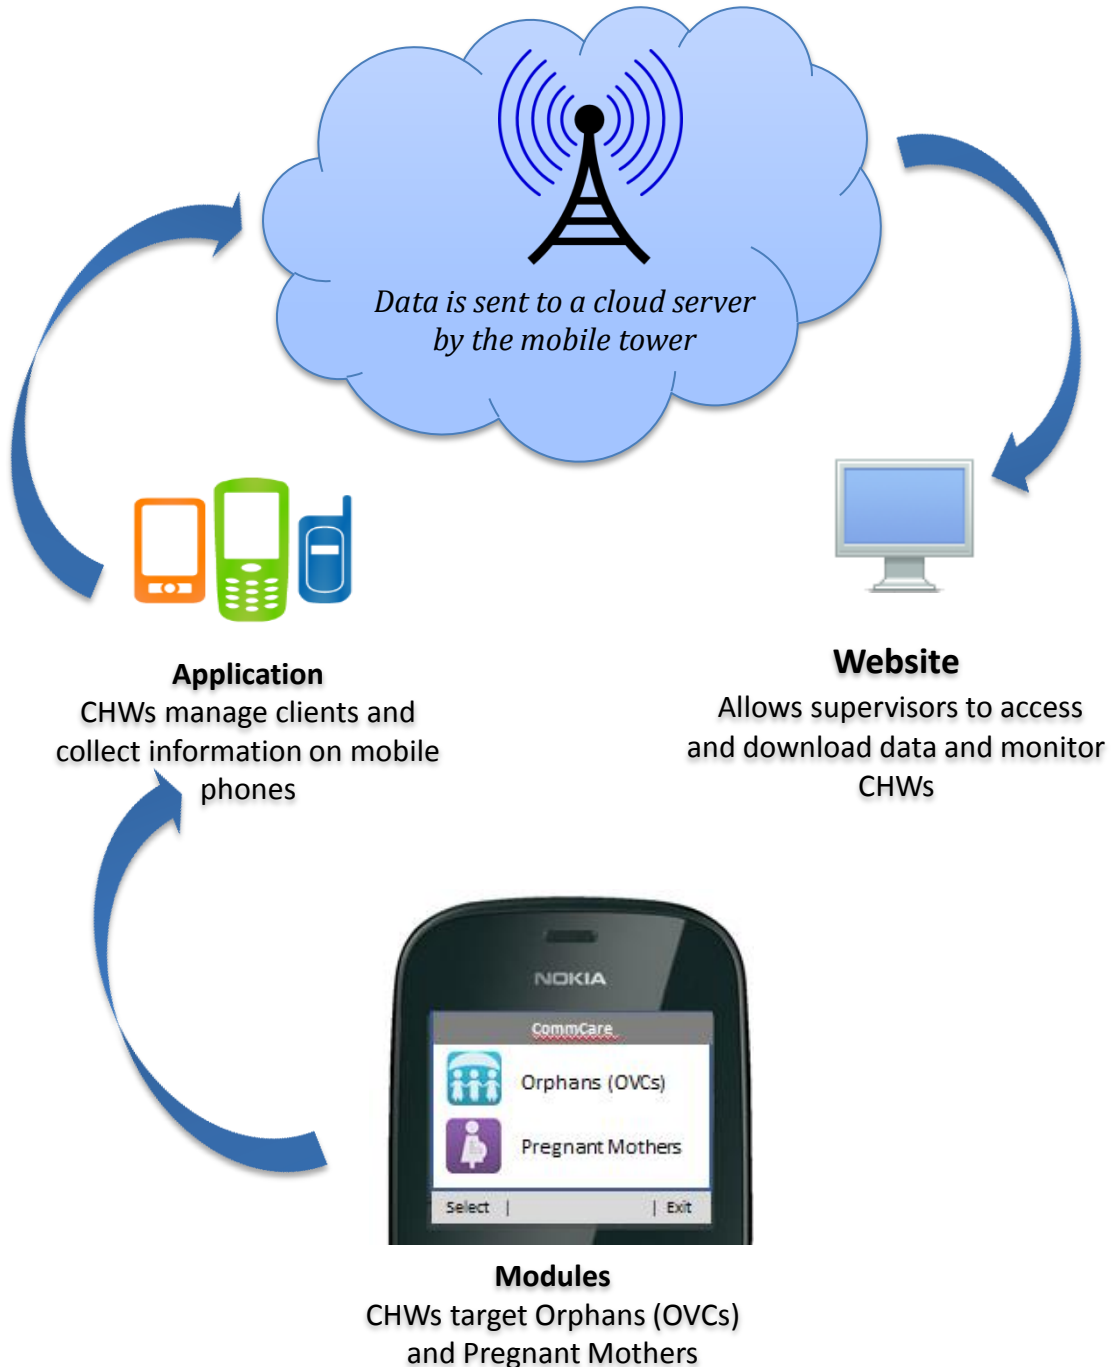 Data is sent to a cloud server
by the mobile tower
Application
CHWs manage clients and
collect information on mobile
phones
Website
Allows supervisors to access
and download data and monitor
CHWs
NOKIA
CommCare
Orphans (OVCs)
Pregnant Mothers
Select | | Exit
Modules
CHWs target Orphans (OVCs)
and Pregnant Mothers